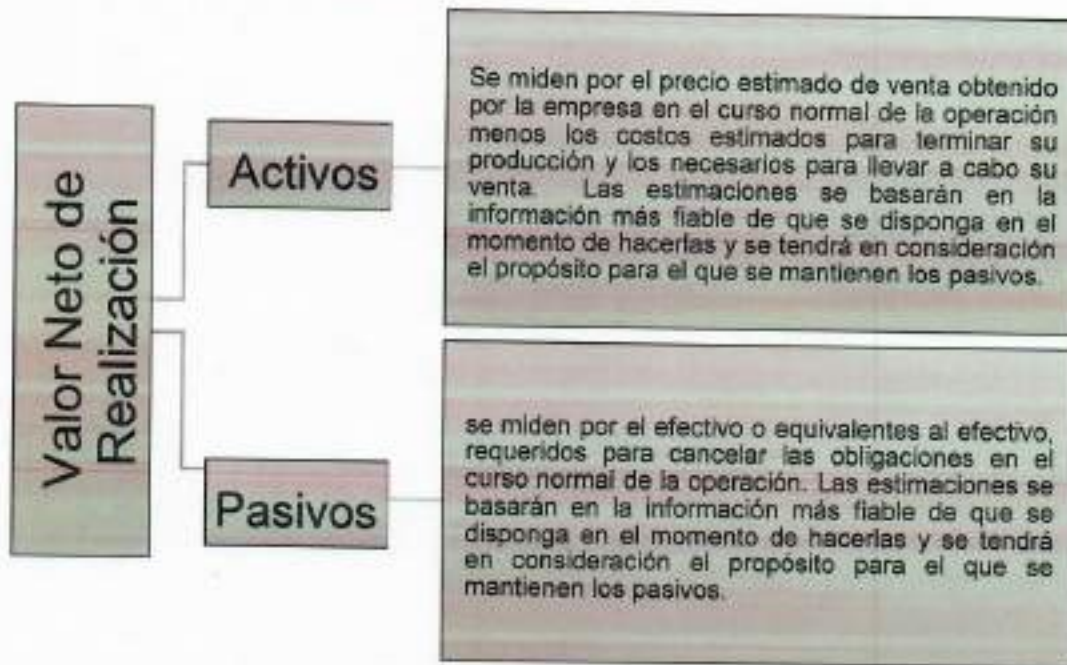 Valor Neto de
Realización
Activos
Se miden por el precio estimado de venta obtenido
por la empresa en el curso normal de la operación
menos los costos estimados para terminar su
producción y los necesarios para llevar a cabo su
venta. Las estimaciones se basarán en la
información más fiable de que se disponga en el
momento de hacerlas y se tendrá en consideración
el propósito para el que se mantienen los pasivos.
Pasivos
se miden por el efectivo o equivalentes al efectivo,
requeridos para cancelar las obligaciones en el
curso normal de la operación. Las estimaciones se
basarán en la información más fiable de que se
disponga en el momento de hacerlas y se tendrá
en consideración el propósito para el que se
mantienen los pasivos.